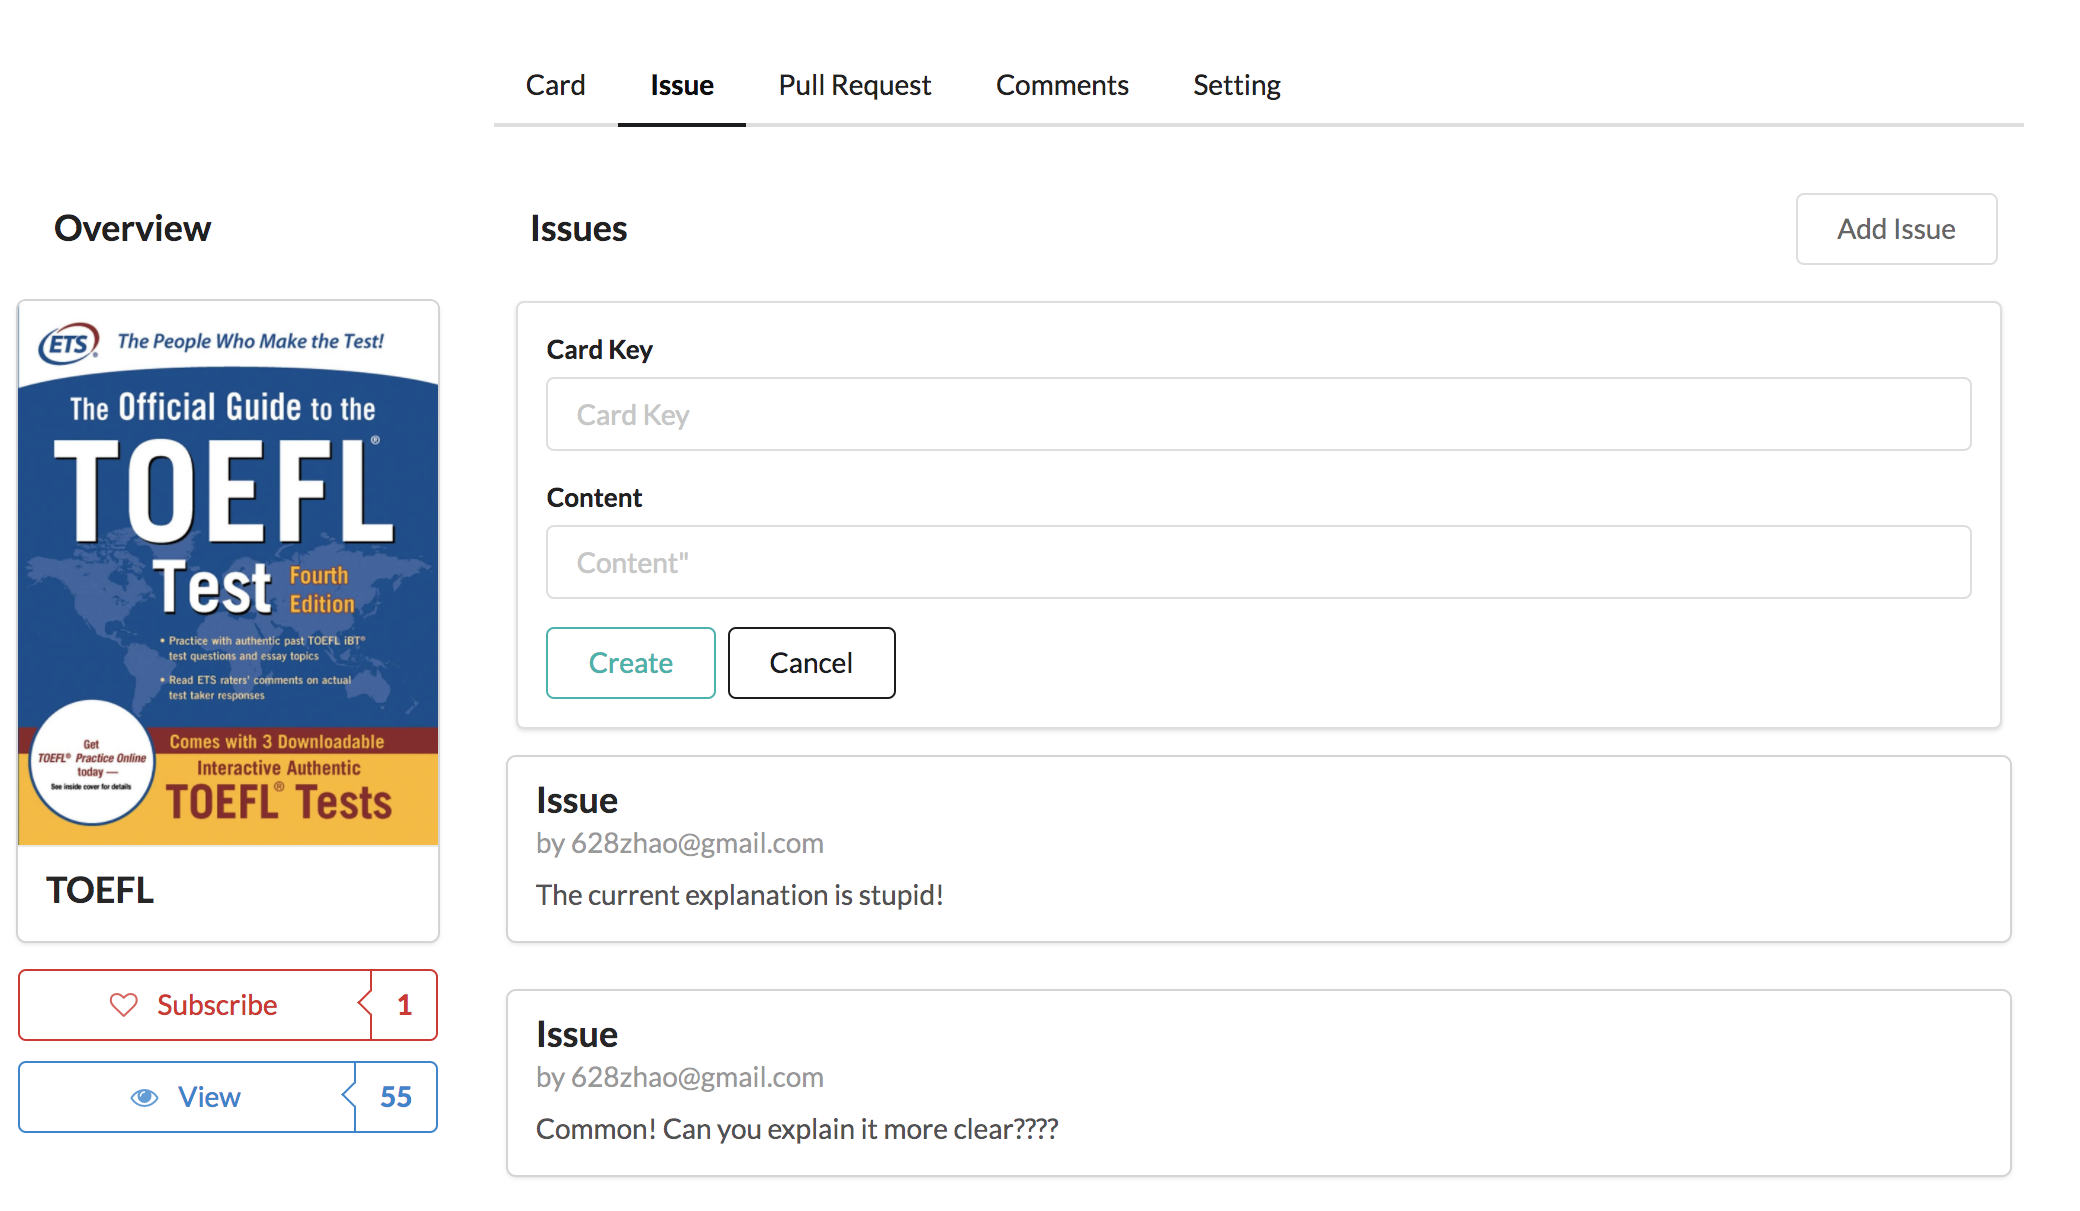 Card Issue Pull Request Comments Setting
Overview
Issues
Add Issue
ETS
The People Who Make the Test!
The Official Guide to the
TOEFL®
Test Fourth
Edition
• Practice with authentic past TOEFL iBT®
test questions and essay topics
• Read ETS raters' comments on actual
test taker responses
Get
TOEFL® Practice Online
today —
See inside cover for details
Comes with 3 Downloadable
Interactive Authentic
TOEFL® Tests
TOEFL
Subscribe 1
View 55
Card Key
Card Key
Content
Content"
Create Cancel
Issue
by 628zhao@gmail.com
The current explanation is stupid!
Issue
by 628zhao@gmail.com
Common! Can you explain it more clear????